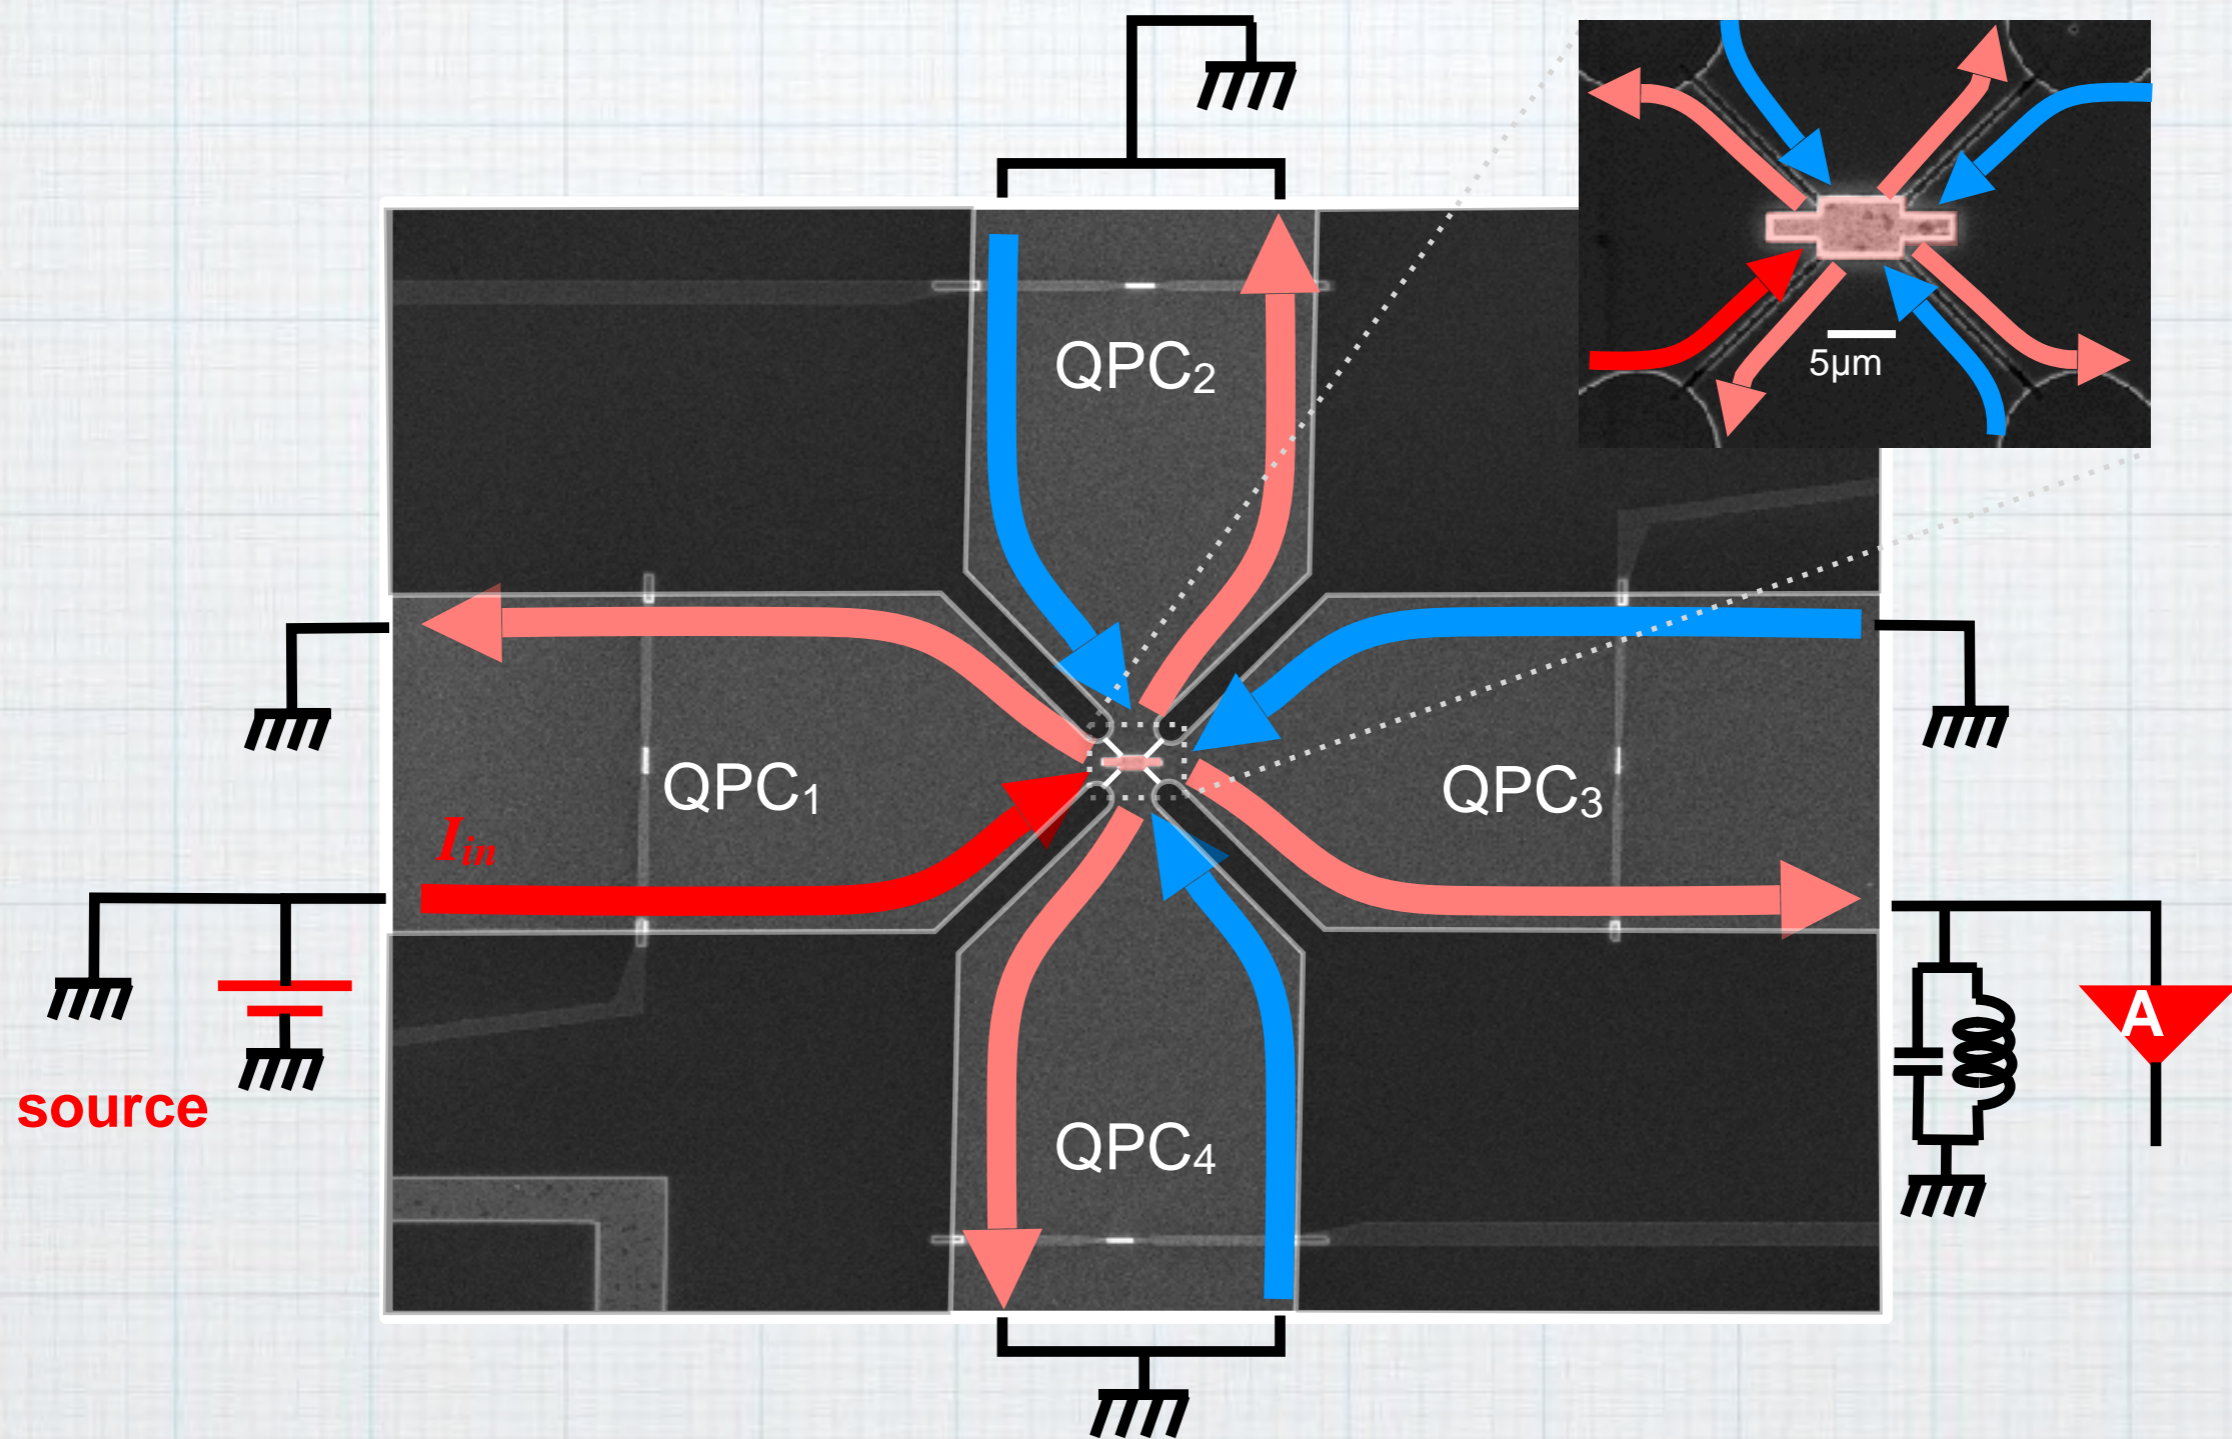 5μm
QPC₂
QPC₁
QPC₃
Iin
A
source
QPC₄